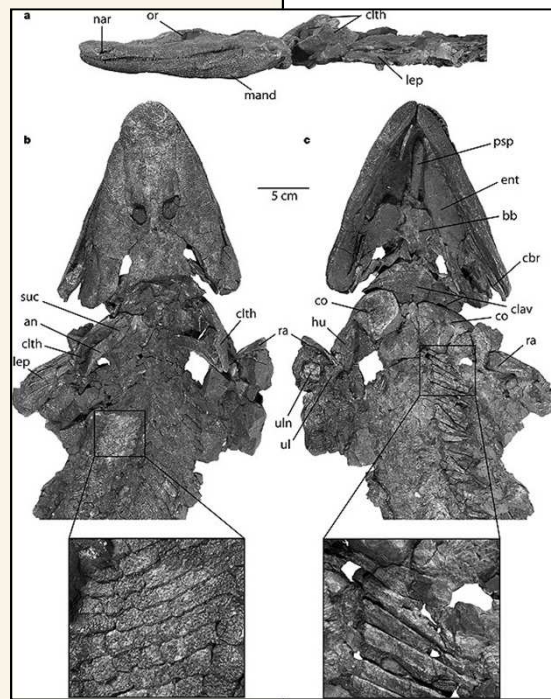 a
nar
or
clth
lep
mand
b
c
5 cm
psp
ent
bb
cbr
clav
co
co
suc
an
clth
lep
clth
ra
hu
uln
ul
ra